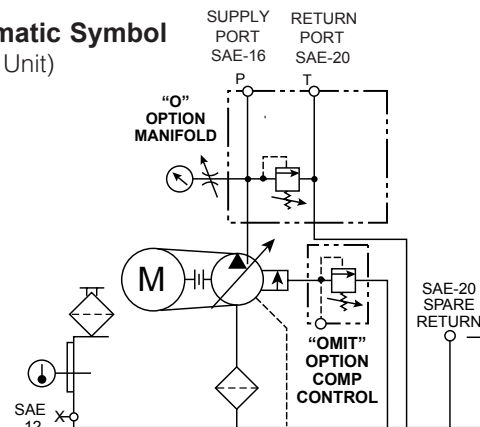 matic Symbol
Unit)
SUPPLY
PORT
SAE-16
RETURN
PORT
SAE-20
P
T
“O”
OPTION
MANIFOLD
M
“OMIT”
OPTION
COMP
CONTROL
SAE-20
SPARE
RETURN
SAE
12